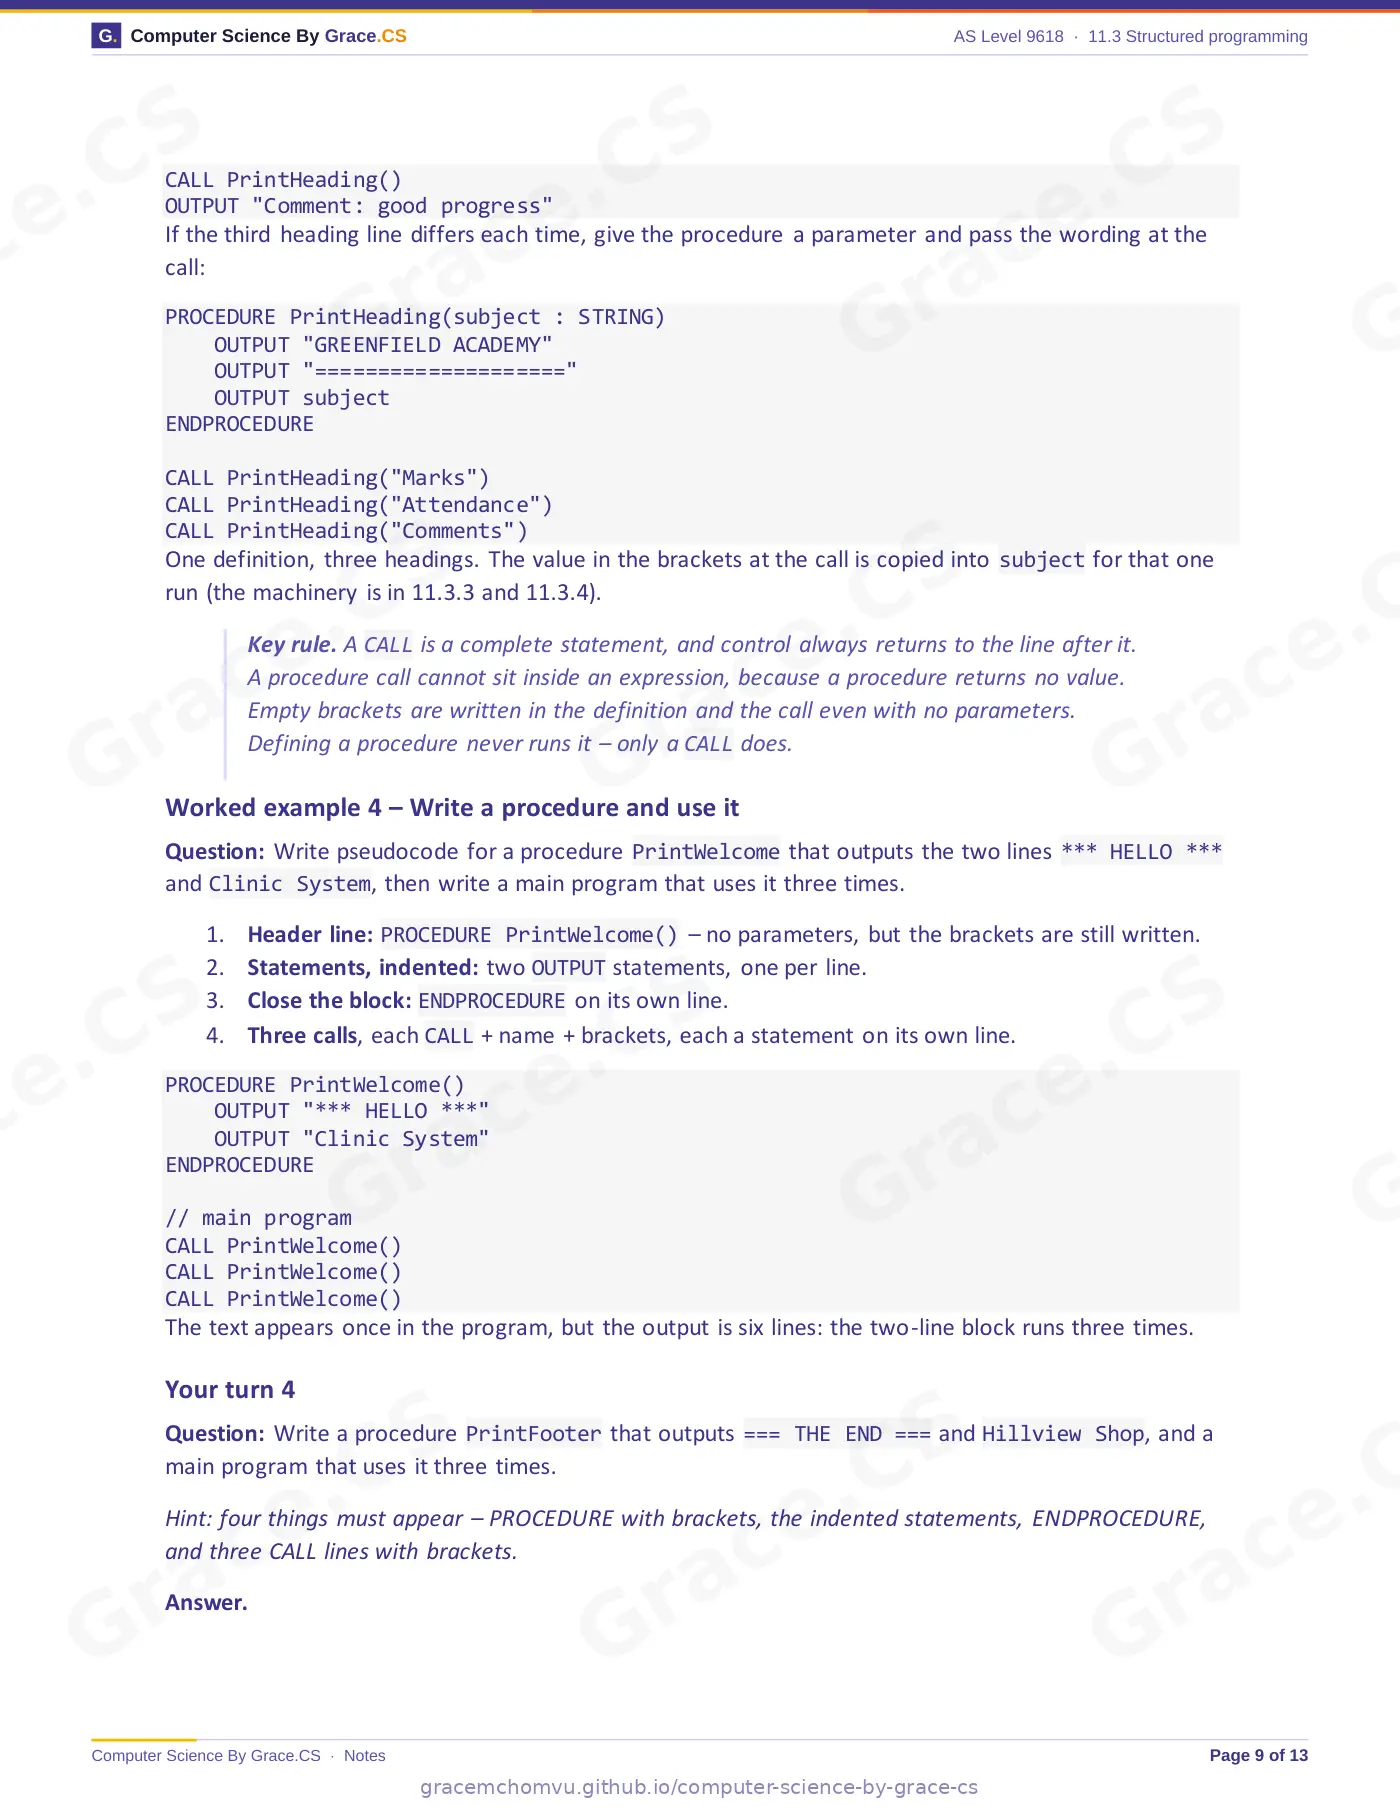 G. Computer Science By Grace.CS
AS Level 9618 · 11.3 Structured programming
CALL PrintHeading()
OUTPUT "Comment: good progress"
If the third heading line differs each time, give the procedure a parameter and pass the wording at the
call:
PROCEDURE PrintHeading(subject : STRING)
    OUTPUT "GREENFIELD ACADEMY"
    OUTPUT "===================="
    OUTPUT subject
ENDPROCEDURE
CALL PrintHeading("Marks")
CALL PrintHeading("Attendance")
CALL PrintHeading("Comments")
One definition, three headings. The value in the brackets at the call is copied into subject for that one
run (the machinery is in 11.3.3 and 11.3.4).
Key rule. A CALL is a complete statement, and control always returns to the line after it.
A procedure call cannot sit inside an expression, because a procedure returns no value.
Empty brackets are written in the definition and the call even with no parameters.
Defining a procedure never runs it – only a CALL does.
Worked example 4 – Write a procedure and use it
Question: Write pseudocode for a procedure PrintWelcome that outputs the two lines *** HELLO ***
and Clinic System, then write a main program that uses it three times.
1. Header line: PROCEDURE PrintWelcome() – no parameters, but the brackets are still written.
2. Statements, indented: two OUTPUT statements, one per line.
3. Close the block: ENDPROCEDURE on its own line.
4. Three calls, each CALL + name + brackets, each a statement on its own line.
PROCEDURE PrintWelcome()
    OUTPUT "*** HELLO ***"
    OUTPUT "Clinic System"
ENDPROCEDURE
// main program
CALL PrintWelcome()
CALL PrintWelcome()
CALL PrintWelcome()
The text appears once in the program, but the output is six lines: the two-line block runs three times.
Your turn 4
Question: Write a procedure PrintFooter that outputs === THE END === and Hillview Shop, and a
main program that uses it three times.
Hint: four things must appear – PROCEDURE with brackets, the indented statements, ENDPROCEDURE,
and three CALL lines with brackets.
Answer.
Computer Science By Grace.CS · Notes
Page 9 of 13
gracemchomvu.github.io/computer-science-by-grace-cs